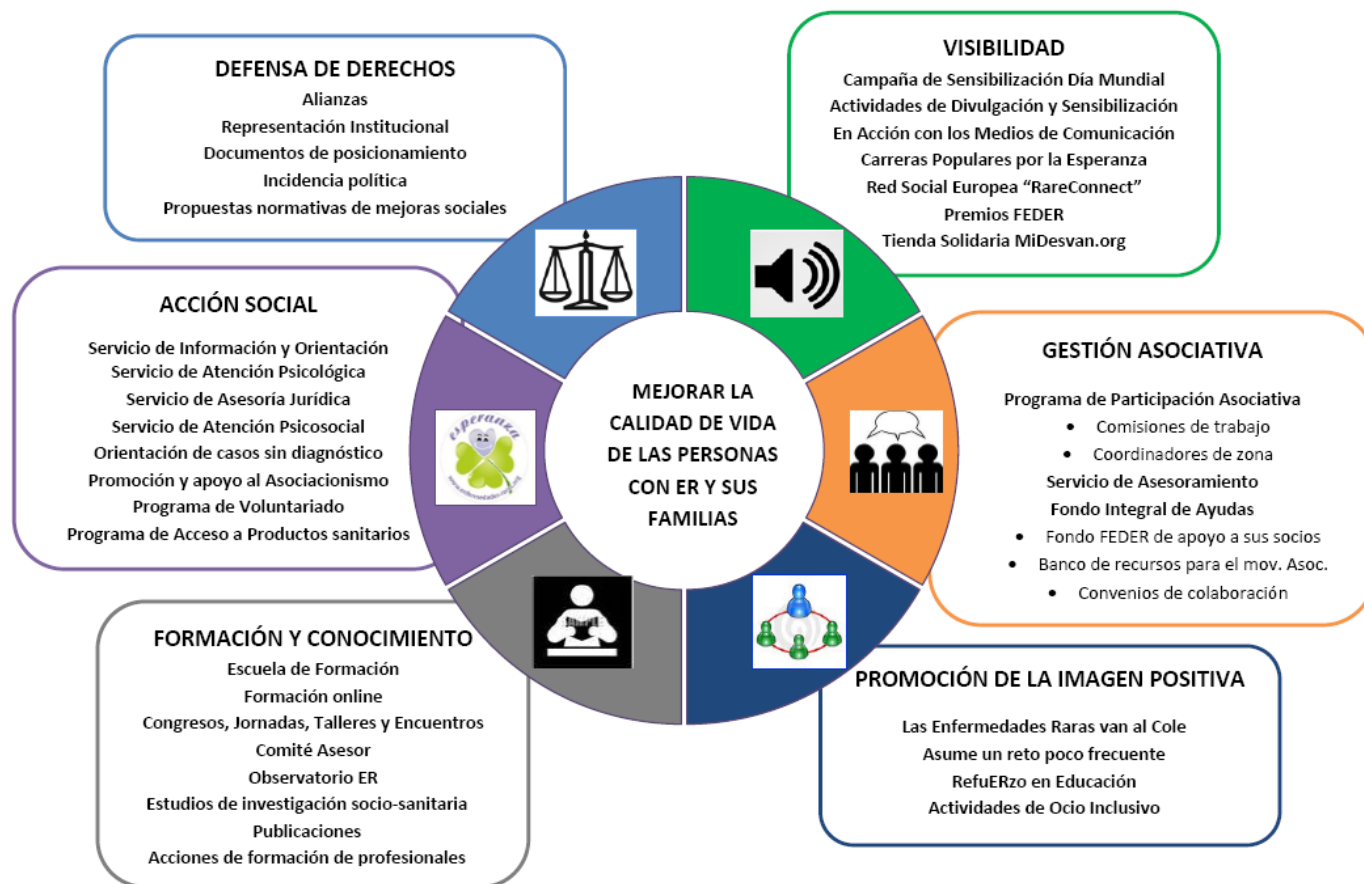 DEFENSA DE DERECHOS
Alianzas
Representación Institucional
Documentos de posicionamiento
Incidencia política
Propuestas normativas de mejoras sociales
VISIBILIDAD
Campaña de Sensibilización Día Mundial
Actividades de Divulgación y Sensibilización
En Acción con los Medios de Comunicación
Carreras Populares por la Esperanza
Red Social Europea “RareConnect”
Premios FEDER
Tienda Solidaria MiDesvan.org
ACCIÓN SOCIAL
Servicio de Información y Orientación
Servicio de Atención Psicológica
Servicio de Asesoría Jurídica
Servicio de Atención Psicosocial
Orientación de casos sin diagnóstico
Promoción y apoyo al Asociacionismo
Programa de Voluntariado
Programa de Acceso a Productos sanitarios
esperanza
MEJORAR LA
CALIDAD DE VIDA
DE LAS PERSONAS
CON ER Y SUS
FAMILIAS
GESTIÓN ASOCIATIVA
Programa de Participación Asociativa
• Comisiones de trabajo
• Coordinadores de zona
Servicio de Asesoramiento
Fondo Integral de Ayudas
• Fondo FEDER de apoyo a sus socios
• Banco de recursos para el mov. Asoc.
• Convenios de colaboración
FORMACIÓN Y CONOCIMIENTO
Escuela de Formación
Formación online
Congresos, Jornadas, Talleres y Encuentros
Comité Asesor
Observatorio ER
Estudios de investigación socio-sanitaria
Publicaciones
Acciones de formación de profesionales
PROMOCIÓN DE LA IMAGEN POSITIVA
Las Enfermedades Raras van al Cole
Asume un reto poco frecuente
RefuERzo en Educación
Actividades de Ocio Inclusivo